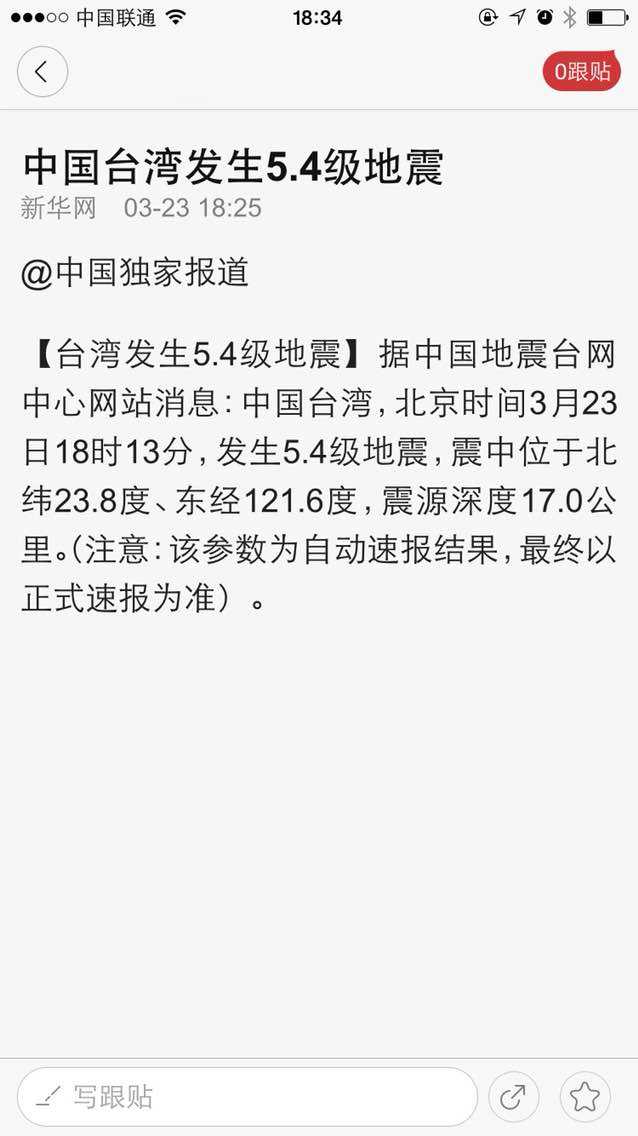 中国联通 18:34
0跟贴
中国台湾发生5.4级地震
新华网 03-23 18:25
@中国独家报道
【台湾发生5.4级地震】据中国地震台网
中心网站消息:中国台湾,北京时间3月23
日18时13分,发生5.4级地震,震中位于北
纬23.8度、东经121.6度,震源深度17.0公
里。(注意:该参数为自动速报结果,最终以
正式速报为准）。
写跟贴